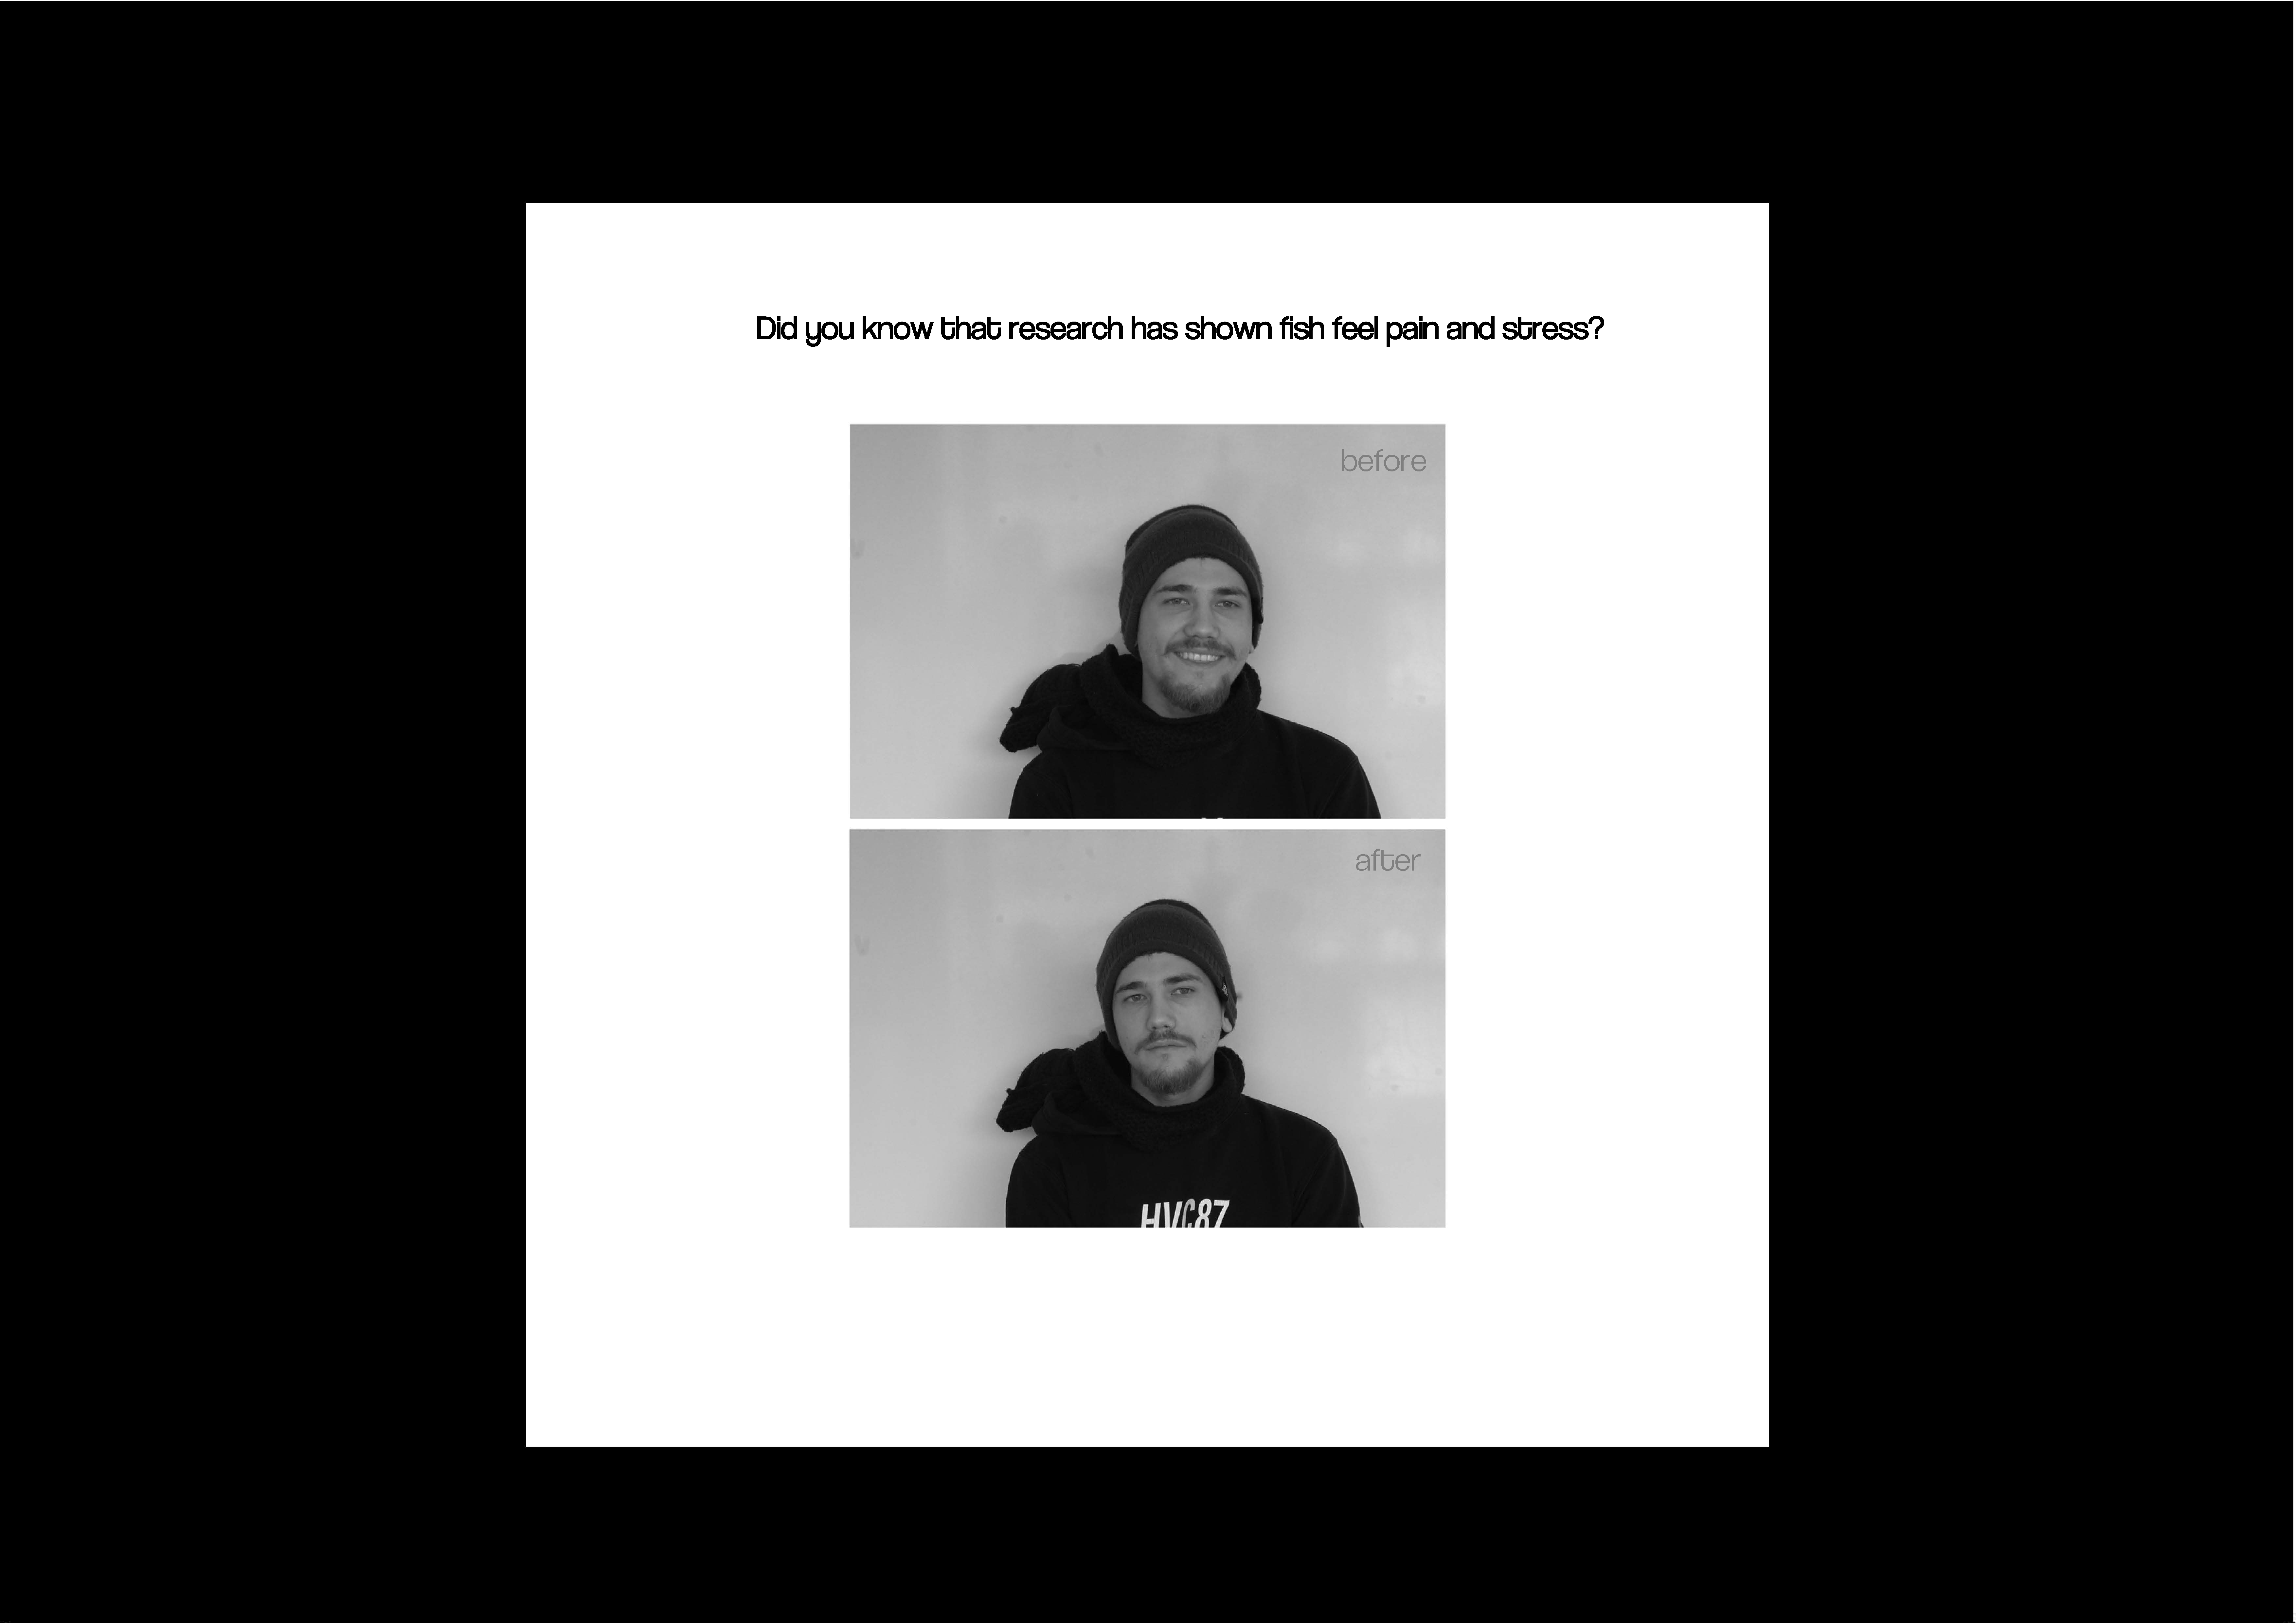 Did you know that research has shown fish feel pain and stress?
before
after
HVC87